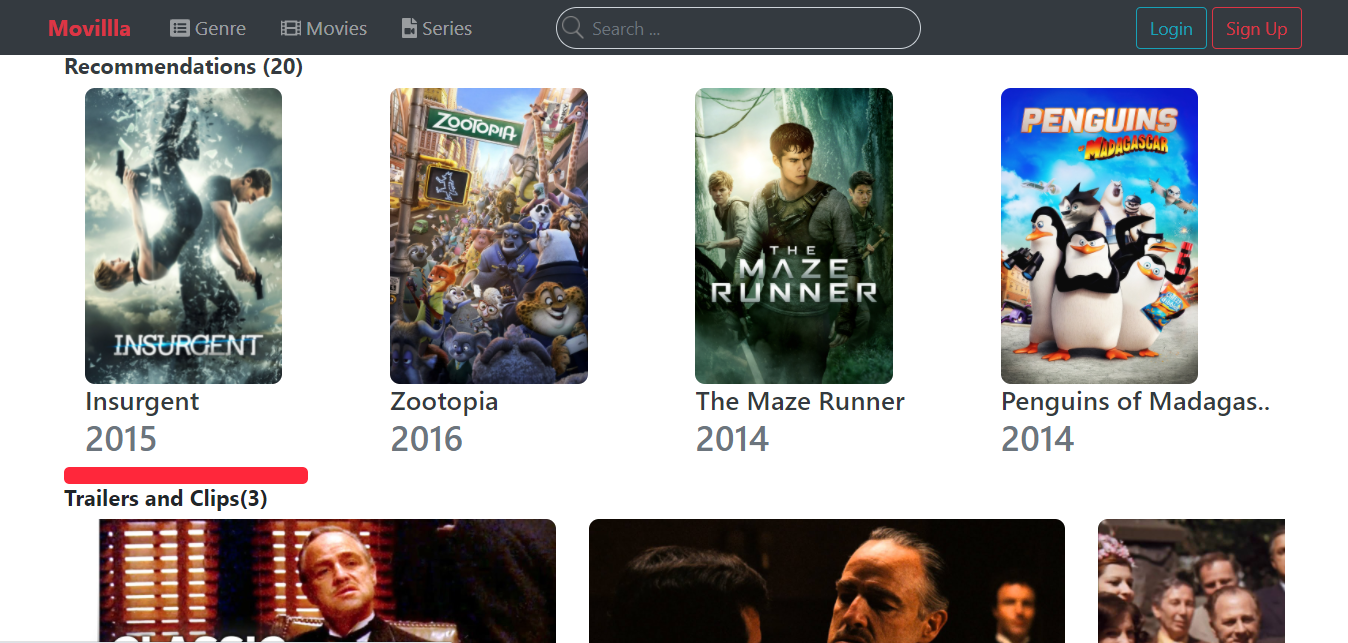 Movillla
Genre
Movies
Series
Search ...
Login
Sign Up
Recommendations (20)
INSURGENT
ZOOTOPIA
THE
MAZE
RUNNER
PENGUINS
MADAGASCAR
Insurgent
Zootopia
The Maze Runner
Penguins of Madagas..
2015
2016
2014
2014
Trailers and Clips(3)
CLASSIC